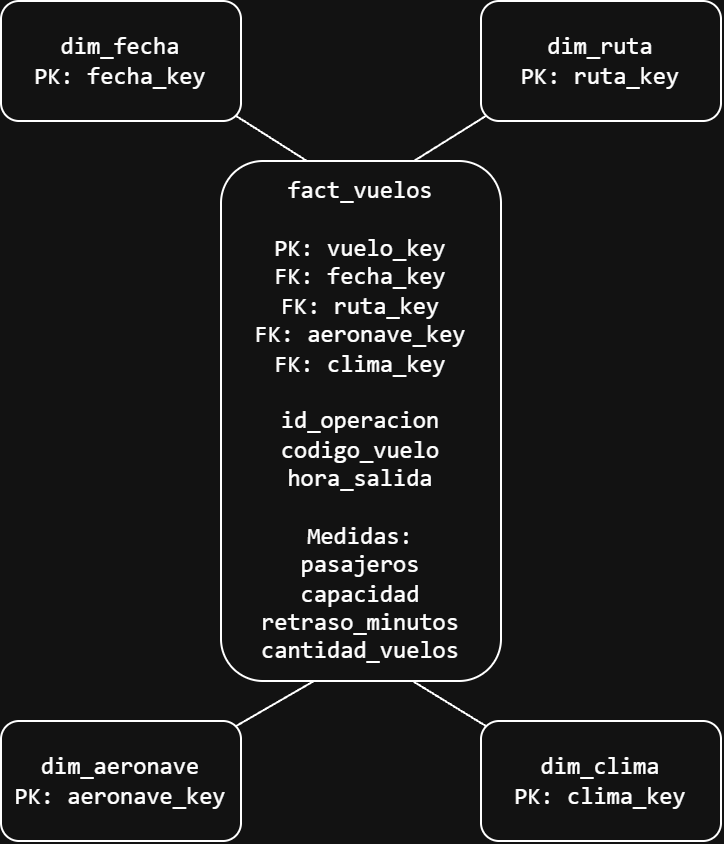 dim_fecha
PK: fecha_key
dim_ruta
PK: ruta_key
fact_vuelos
PK: vuelo_key
FK: fecha_key
FK: ruta_key
FK: aeronave_key
FK: clima_key
id_operacion
codigo_vuelo
hora_salida
Medidas:
pasajeros
capacidad
retraso_minutos
cantidad_vuelos
dim_aeronave
PK: aeronave_key
dim_clima
PK: clima_key